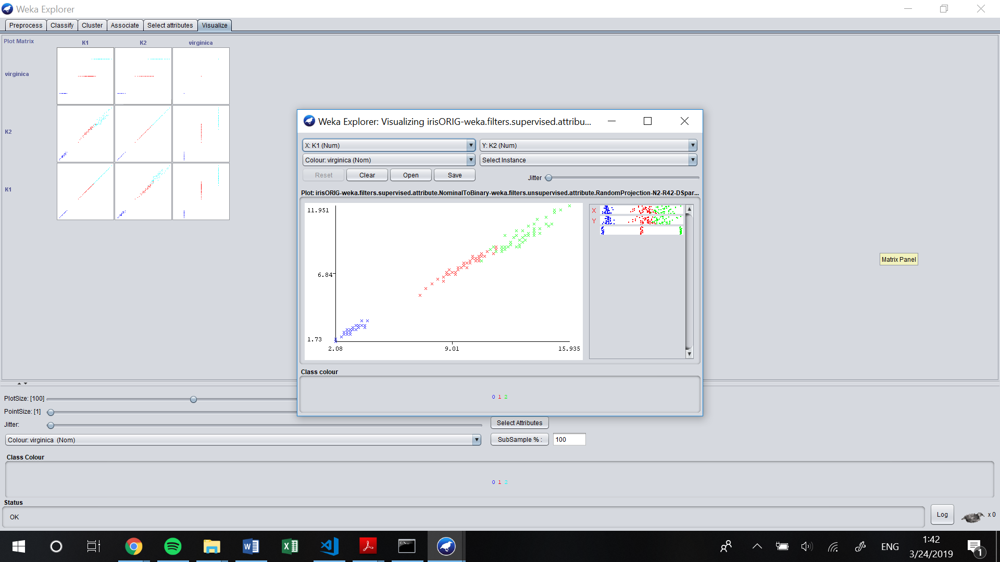 Weka Explorer
Preprocess Classify Cluster Associate Select attributes Visualize
Plot Matrix
K1 K2 virginica
virginica
K2
K1
Weka Explorer: Visualizing irisORIG-weka.filters.supervised.attribu...
X: K1 (Num) Y: K2 (Num)
Colour: virginica (Nom) Select Instance
Reset Clear Open Save Jitter
Plot: irisORIG-weka.filters.supervised.attribute.NominalToBinary-weka.filters.unsupervised.attribute.RandomProjection-N2-R42-DSpar...
11.951
6.84
1.73
2.08 9.01 15.935
X
Y
Matrix Panel
Class colour
0 1 2
PlotSize: [100]
PointSize: [1]
Jitter:
Select Attributes
Colour: virginica (Nom)
SubSample % : 100
Class Colour
0 1 2
Status
OK
Log x 0
ENG
1:42
3/24/2019
1